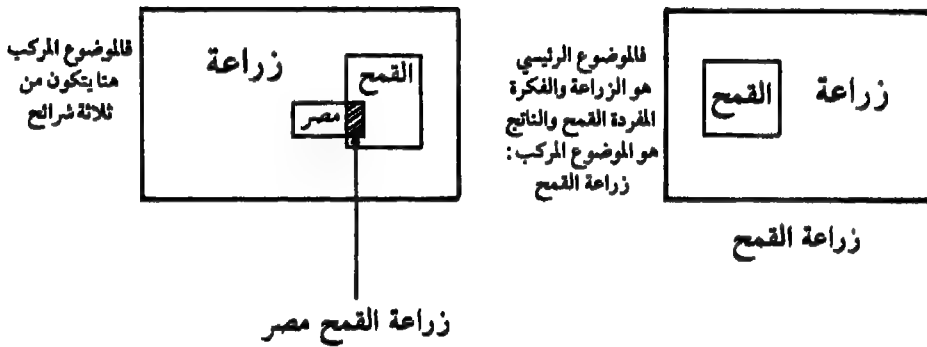 فالموضوع الرئيسي
هو الزراعة والفكرة
المفردة القمح والناتج
هو الموضوع المركب :
زراعة القمح
زراعة
القمح
زراعة القمح
فالموضوع المركب
هنا يتكون من
ثلاثة شرائح
زراعة
القمح
مصر
زراعة القمح مصر